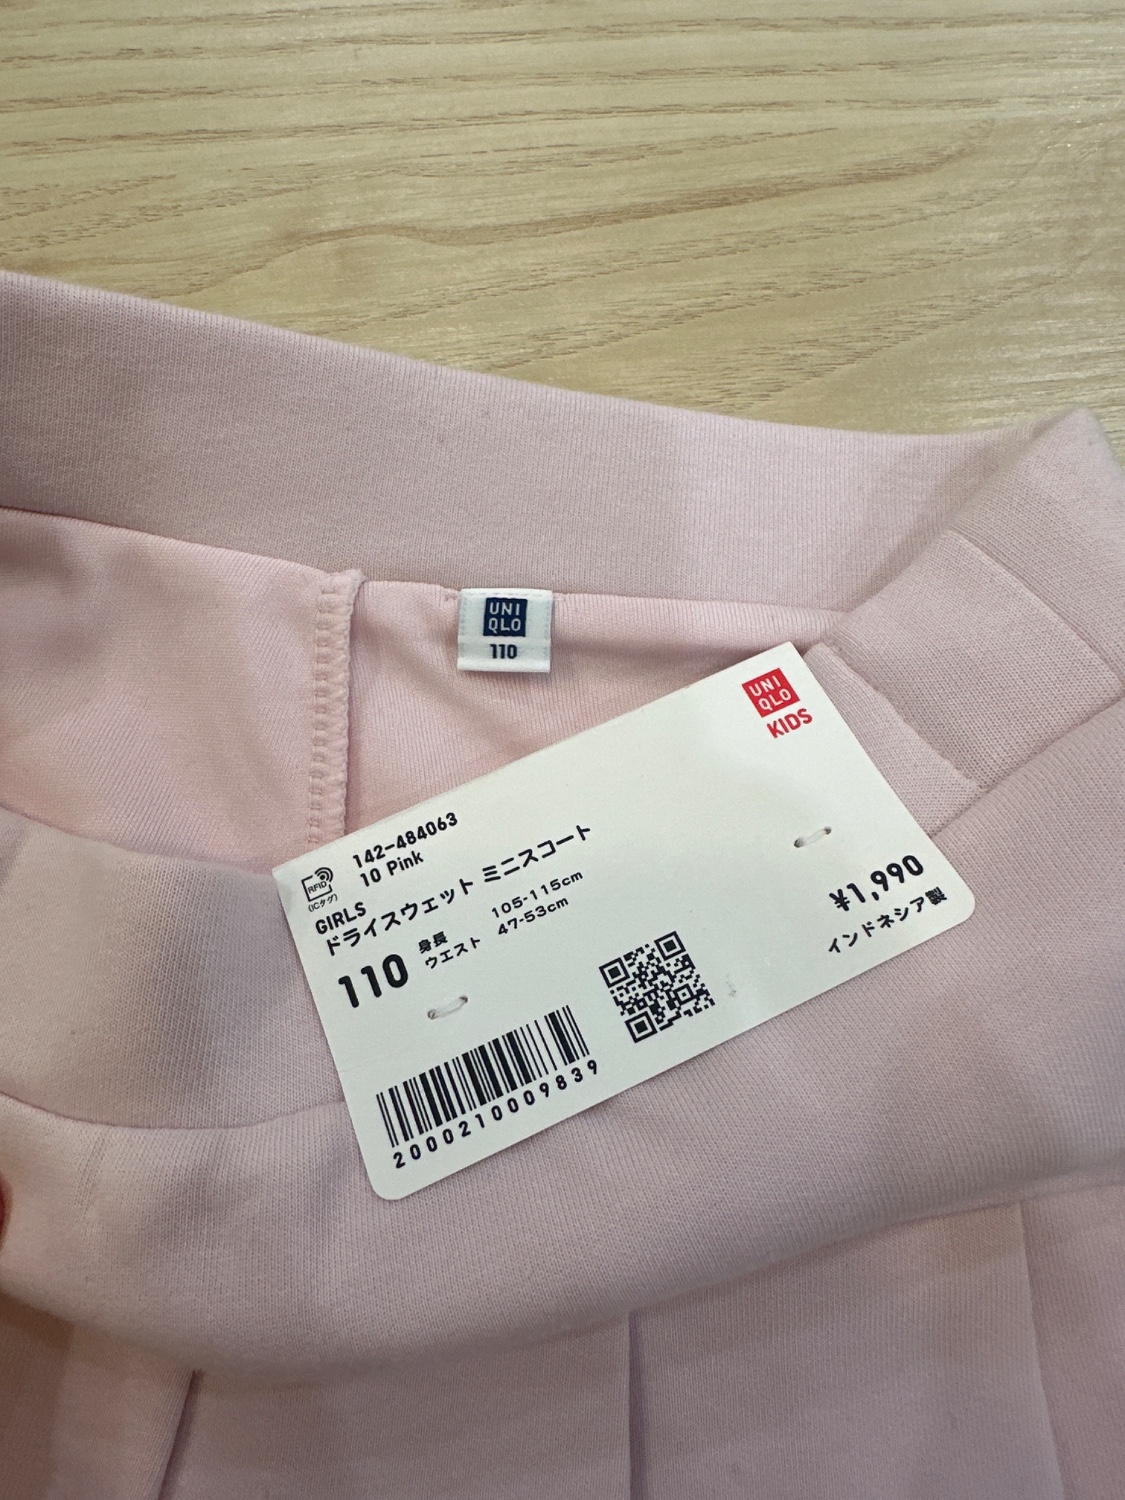 UNI
QLO
110
UNI
QLO
KIDS
RFID
(ICタグ)
142-484063
10 Pink
GIRLS
ドライスウェット ミニスコート
110
身長 105-115cm
ウエスト 47-53cm
¥1,990
インドネシア製
2000210009839